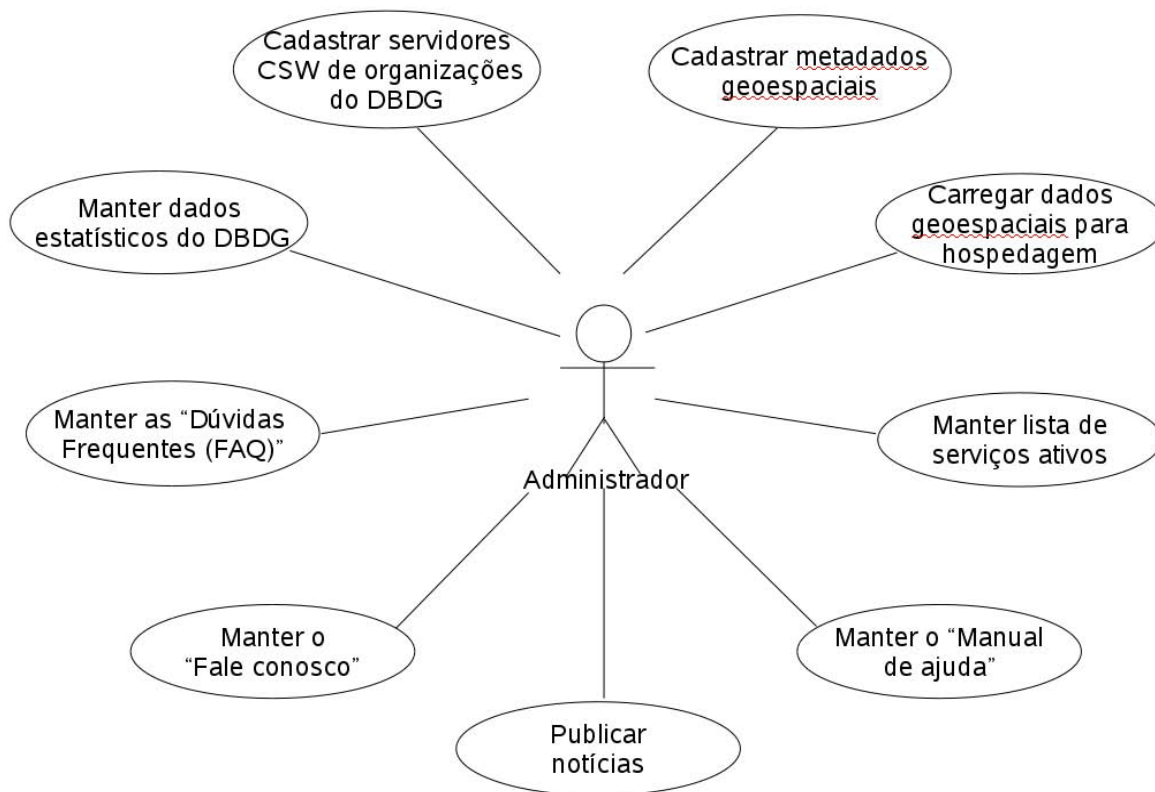 Cadastrar servidores
CSW de organizações
do DBDG
Cadastrar metadados
geoespaciais
Manter dados
estatísticos do DBDG
Carregar dados
geoespaciais para
hospedagem
Manter as “Dúvidas
Frequentes (FAQ)”
Manter lista de
serviços ativos
Administrador
Manter o
“Fale conosco”
Manter o “Manual
de ajuda”
Publicar
notícias